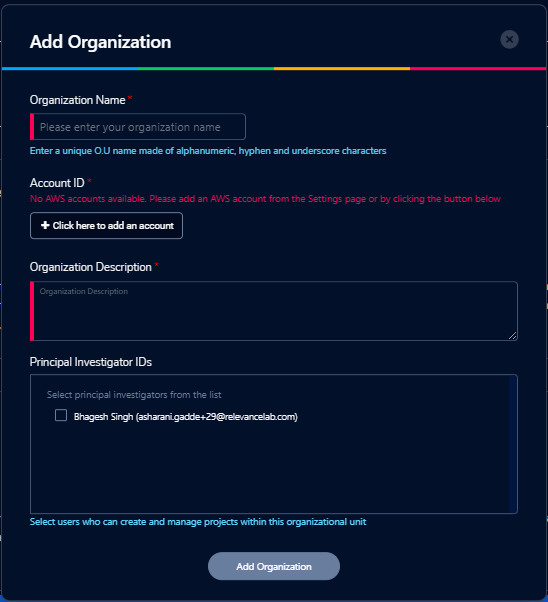 Add Organization
Organization Name *
Please enter your organization name
Enter a unique O.U name made of alphanumeric, hyphen and underscore characters
Account ID *
No AWS accounts available. Please add an AWS account from the Settings page or by clicking the button below
+ Click here to add an account
Organization Description *
Organization Description
Principal Investigator IDs
Select principal investigators from the list
Bhagesh Singh (asharani.gadde+29@relevancelab.com)
Select users who can create and manage projects within this organizational unit
Add Organization